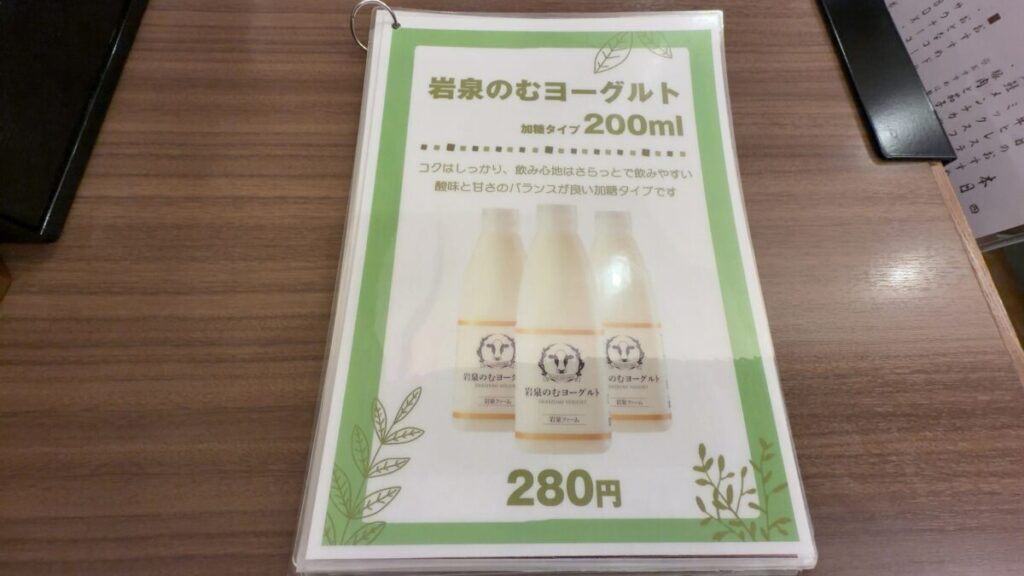 岩泉のむヨーグルト
加糖タイプ 200ml
コクはしっかり、飲み心地はさらっとで飲みやすい
酸味と甘さのバランスが良い加糖タイプです
岩泉のむヨーグルト
IWAIZUMI YOGURT
岩泉ファーム
280円
本日